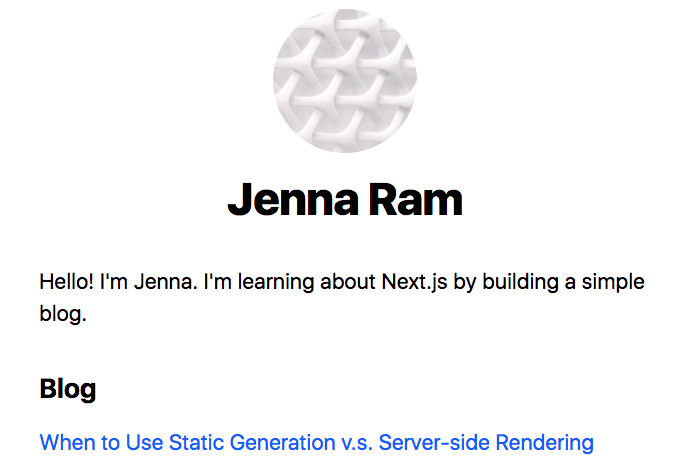 Jenna Ram
Hello! I'm Jenna. I'm learning about Next.js by building a simple
blog.
Blog
When to Use Static Generation v.s. Server-side Rendering